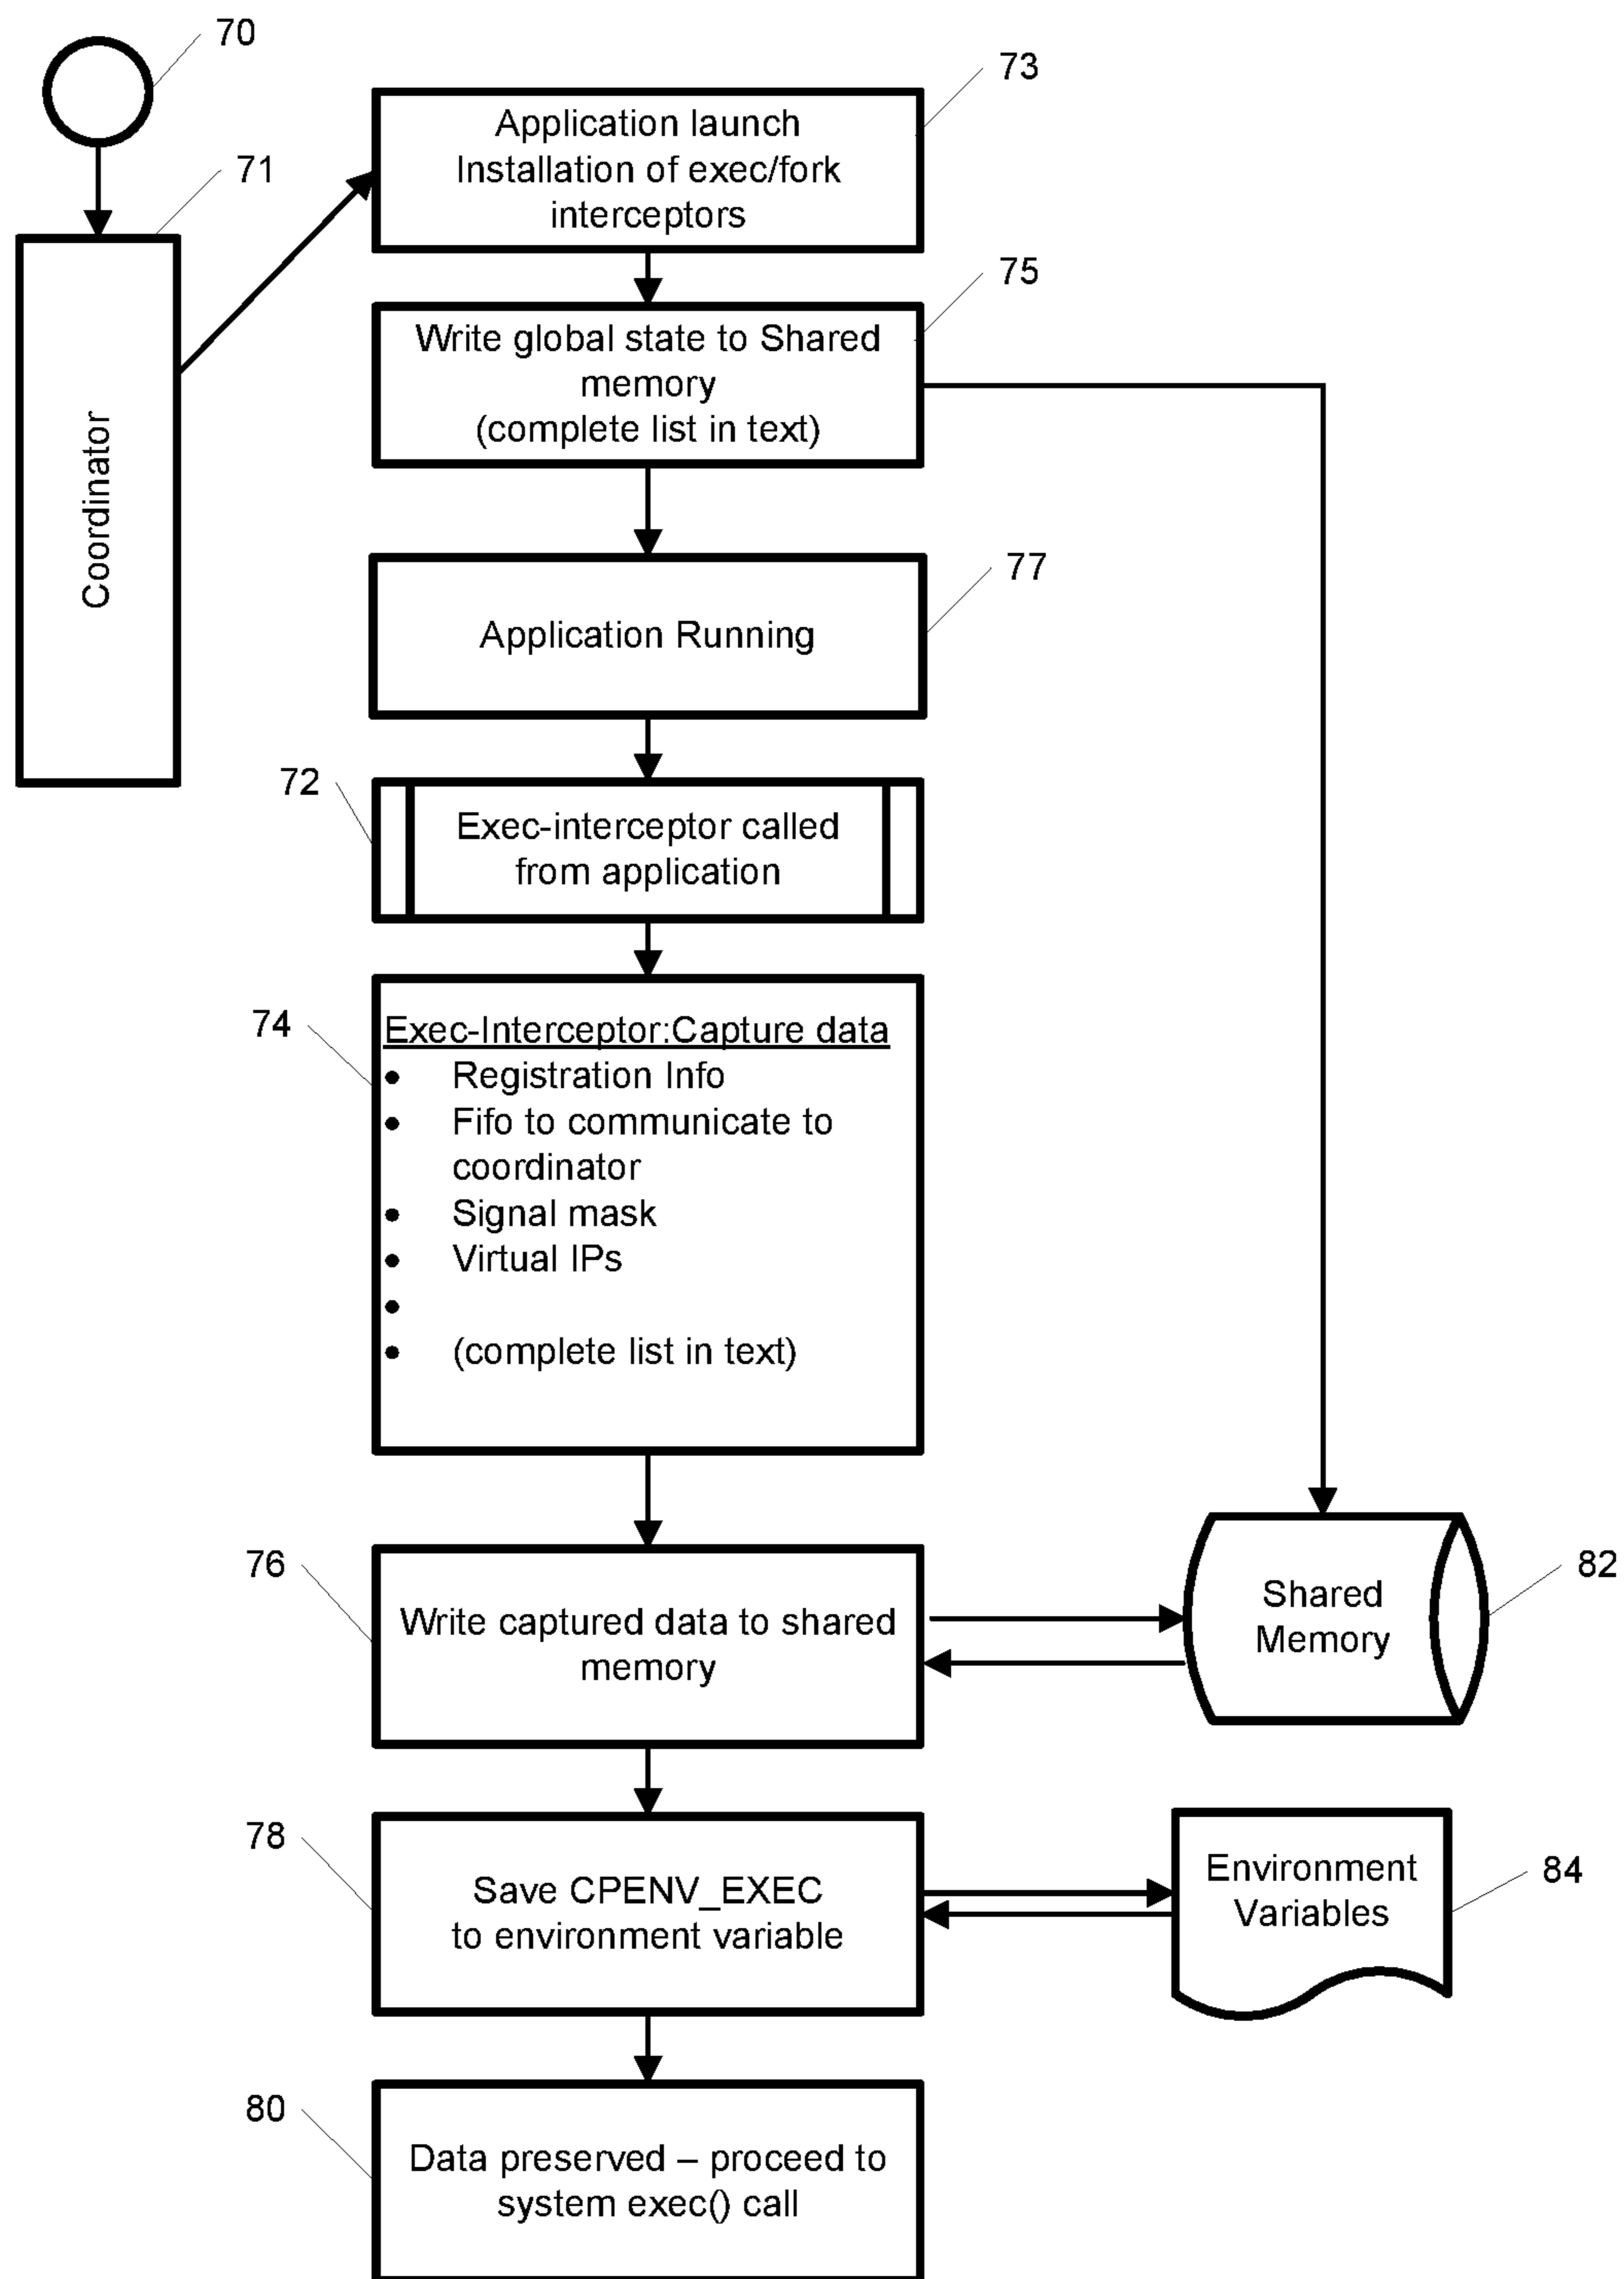 70
71
Coordinator
73
Application launch
Installation of exec/fork
interceptors
75
Write global state to Shared
memory
(complete list in text)
77
Application Running
72
Exec-interceptor called
from application
74
Exec-Interceptor:Capture data
• Registration Info
• Fifo to communicate to
coordinator
• Signal mask
• Virtual IPs
•
• (complete list in text)
76
Write captured data to shared
memory
82
Shared
Memory
78
Save CPENV_EXEC
to environment variable
84
Environment
Variables
80
Data preserved – proceed to
system exec() call